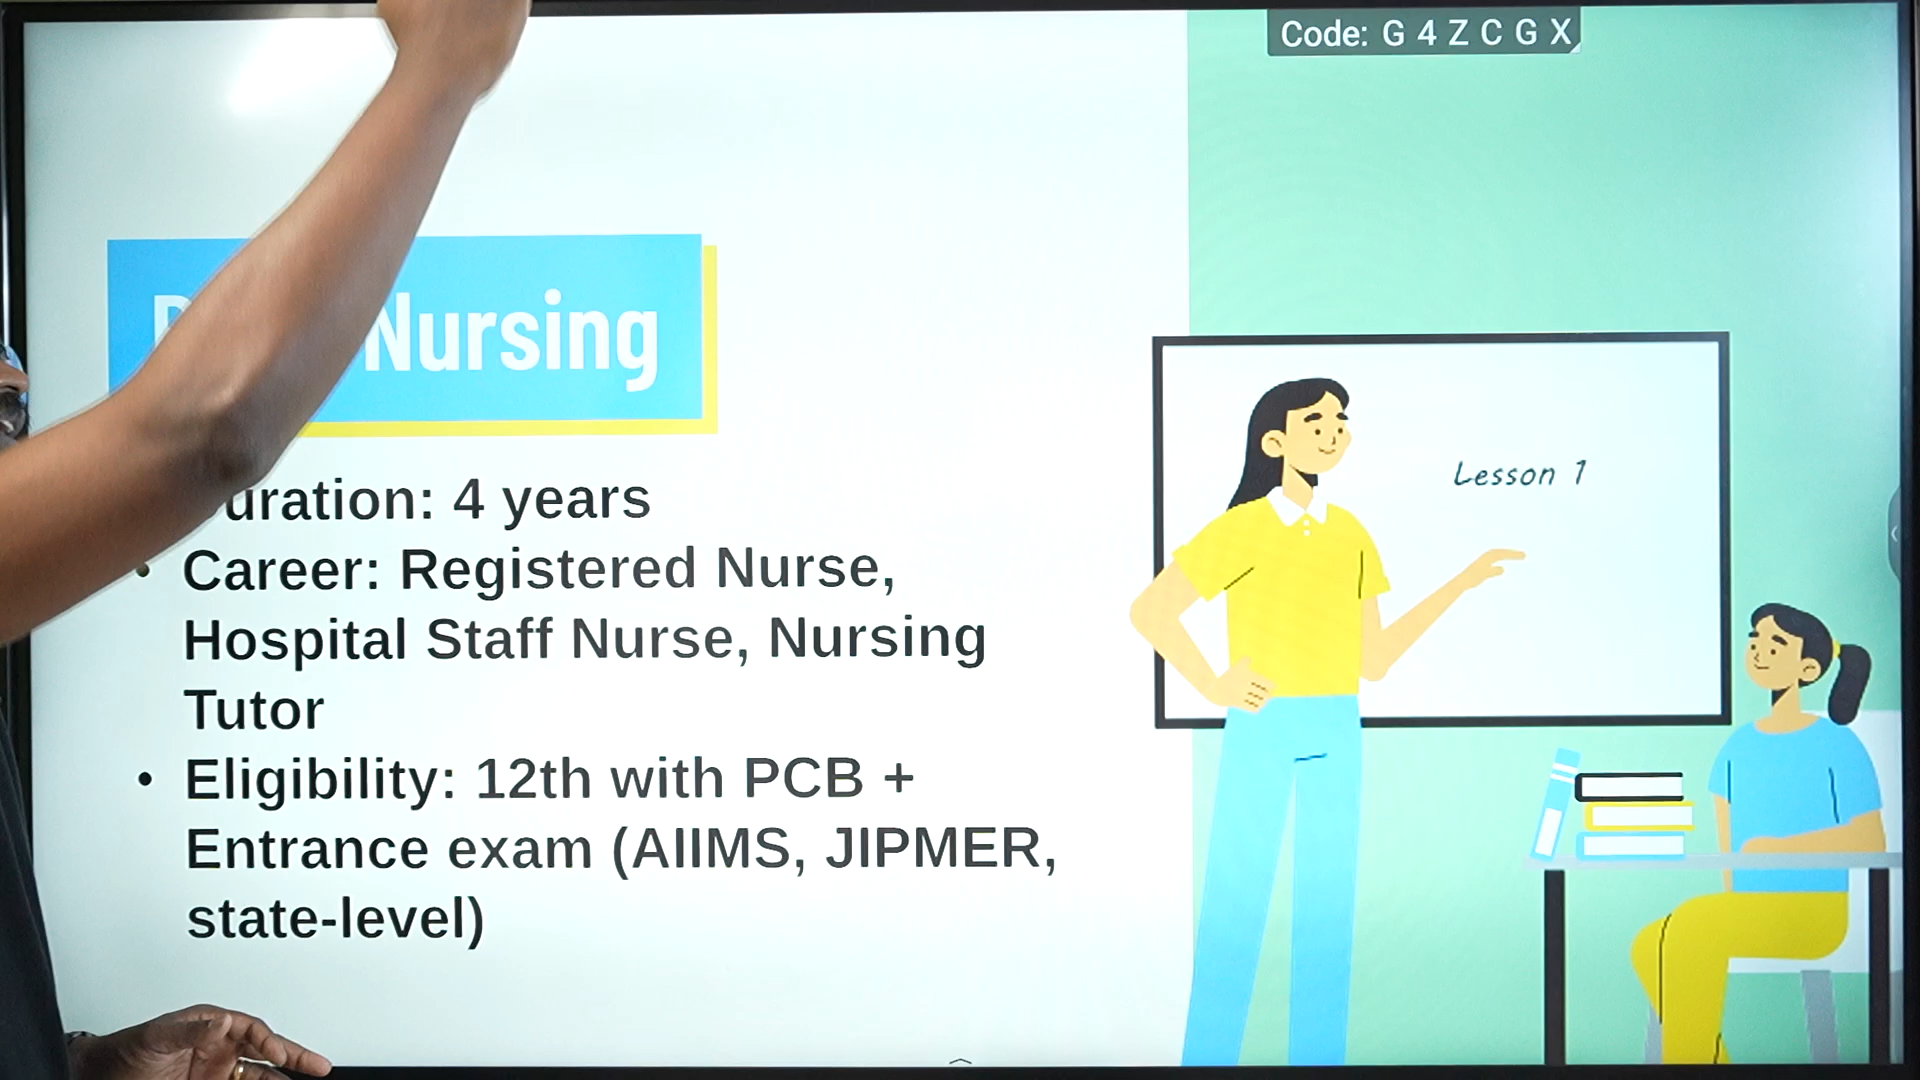 Code: G 4 Z C G X
Nursing
Duration: 4 years
• Career: Registered Nurse,
Hospital Staff Nurse, Nursing
Tutor
• Eligibility: 12th with PCB +
Entrance exam (AIIMS, JIPMER,
state-level)
Lesson 1